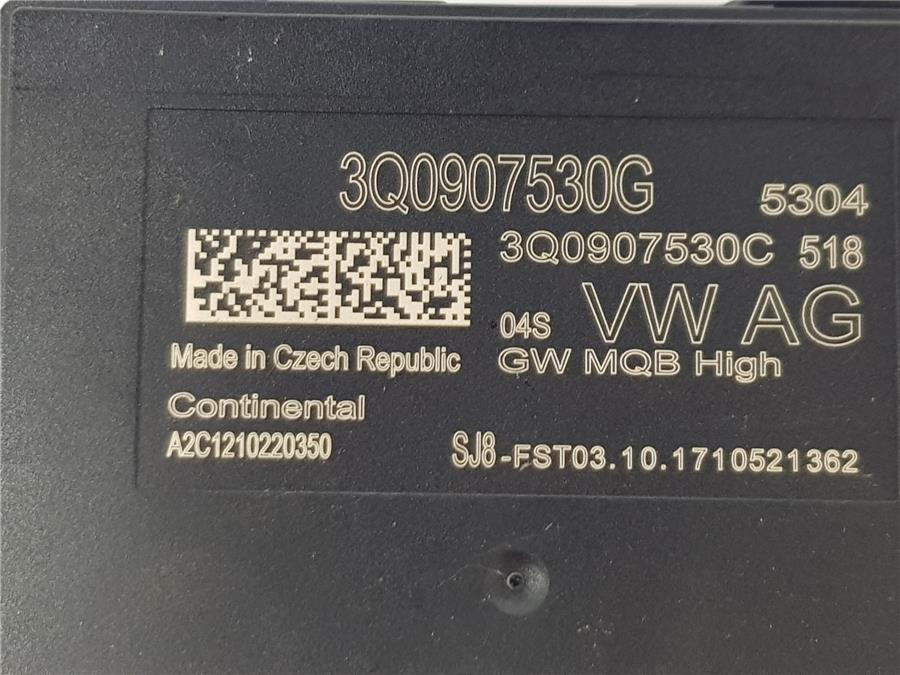 3Q0907530G 5304
3Q0907530C 518
04S VW AG
Made in Czech Republic GW MQB High
Continental
A2C1210220350 SJ8-FST03.10.1710521362